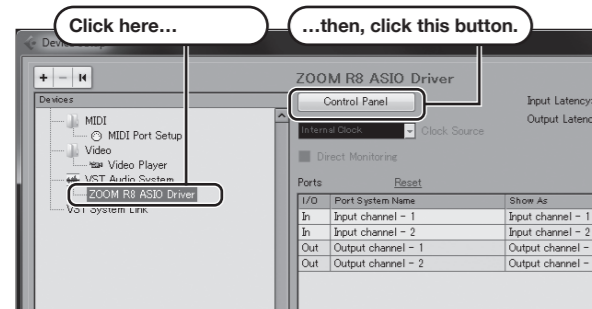 Click here...
...then, click this button.
ZOOM R8 ASIO Driver
Devices
Control Panel
Input Latency:
MIDI
Output Latenc
MIDI Port Setup
Internal Clock
Clock Source
Video
Video Player
Direct Monitoring
VST Audio System
ZOOM R8 ASIO Driver
Ports
Reset
VST System Link
I/O Port System Name Show As
In Input channel - 1 Input channel - 1
In Input channel - 2 Input channel - 2
Out Output channel - 1 Output channel -
Out Output channel - 2 Output channel -